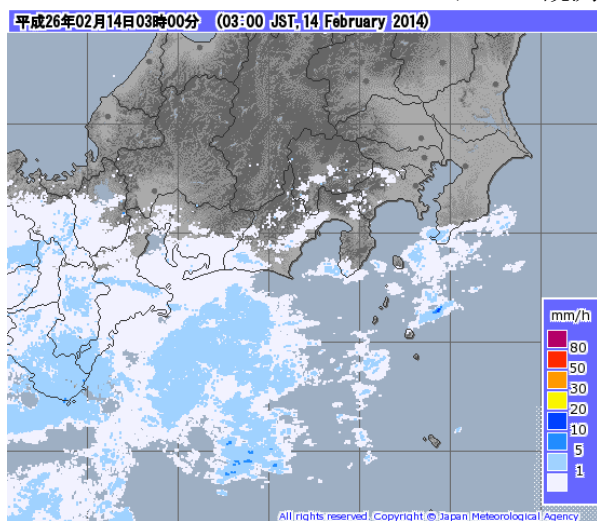 平成26年02月14日03時00分 (03:00 JST, 14 February 2014)
mm/h
80
50
30
20
10
5
1
All rights reserved. Copyright © Japan Meteorological Agency